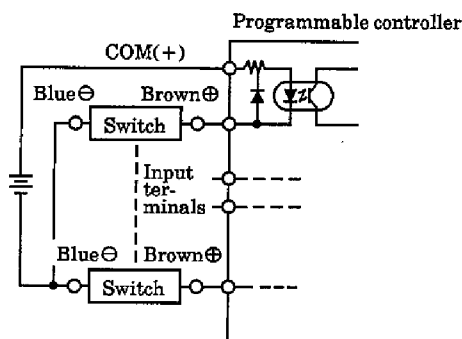 Programmable controller
COM(+)
Blue⊖ Brown⊕
Switch
Input
ter-
minals
Blue⊖ Brown⊕
Switch